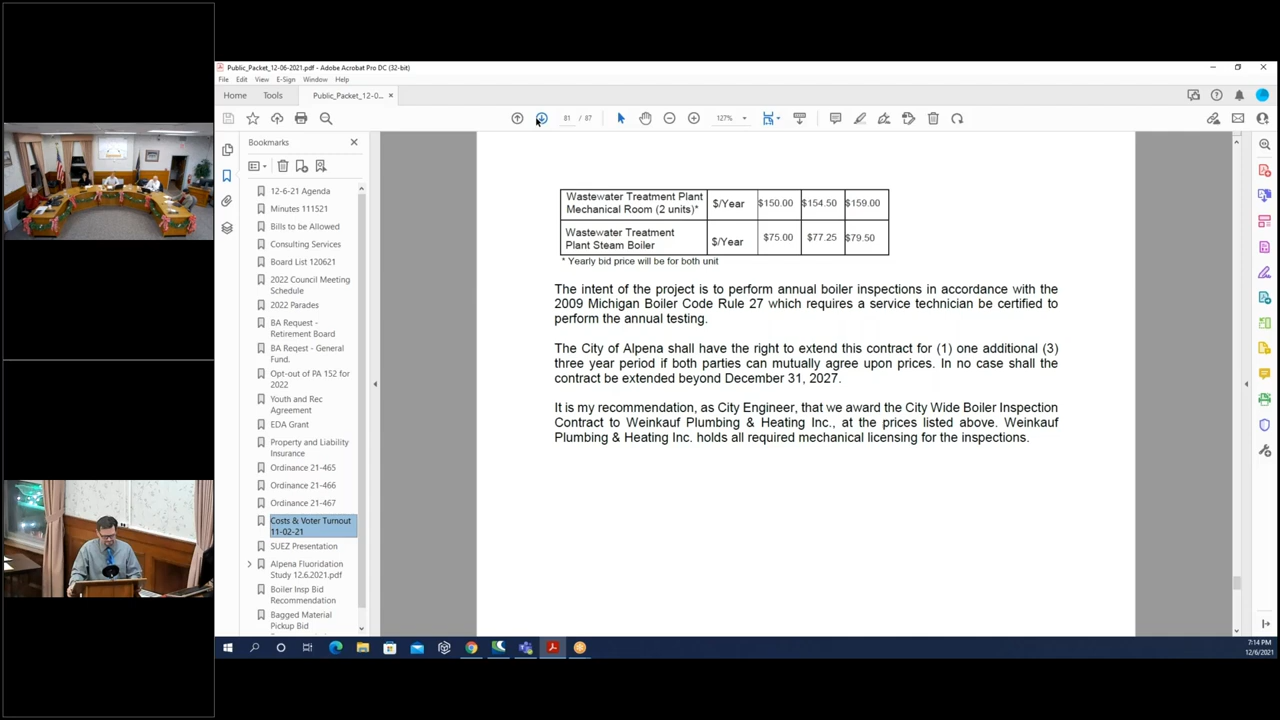 Public_Packet_12-06-2021.pdf - Adobe Acrobat Pro DC (32-bit)
File Edit View E-Sign Window Help
Home Tools Public_Packet_12-0... ×
81 / 87 127%
Bookmarks
12-6-21 Agenda
Minutes 111521
Bills to be Allowed
Consulting Services
Board List 120621
2022 Council Meeting
Schedule
2022 Parades
BA Request -
Retirement Board
BA Reqest - General
Fund.
Opt-out of PA 152 for
2022
Youth and Rec
Agreement
EDA Grant
Property and Liability
Insurance
Ordinance 21-465
Ordinance 21-466
Ordinance 21-467
Costs & Voter Turnout
11-02-21
SUEZ Presentation
Alpena Fluoridation
Study 12.6.2021.pdf
Boiler Insp Bid
Recommendation
Bagged Material
Pickup Bid
Wastewater Treatment Plant
Mechanical Room (2 units)* $/Year $150.00 $154.50 $159.00
Wastewater Treatment
Plant Steam Boiler $/Year $75.00 $77.25 $79.50
* Yearly bid price will be for both unit
The intent of the project is to perform annual boiler inspections in accordance with the
2009 Michigan Boiler Code Rule 27 which requires a service technician be certified to
perform the annual testing.
The City of Alpena shall have the right to extend this contract for (1) one additional (3)
three year period if both parties can mutually agree upon prices. In no case shall the
contract be extended beyond December 31, 2027.
It is my recommendation, as City Engineer, that we award the City Wide Boiler Inspection
Contract to Weinkauf Plumbing & Heating Inc., at the prices listed above. Weinkauf
Plumbing & Heating Inc. holds all required mechanical licensing for the inspections.
7:14 PM
12/6/2021